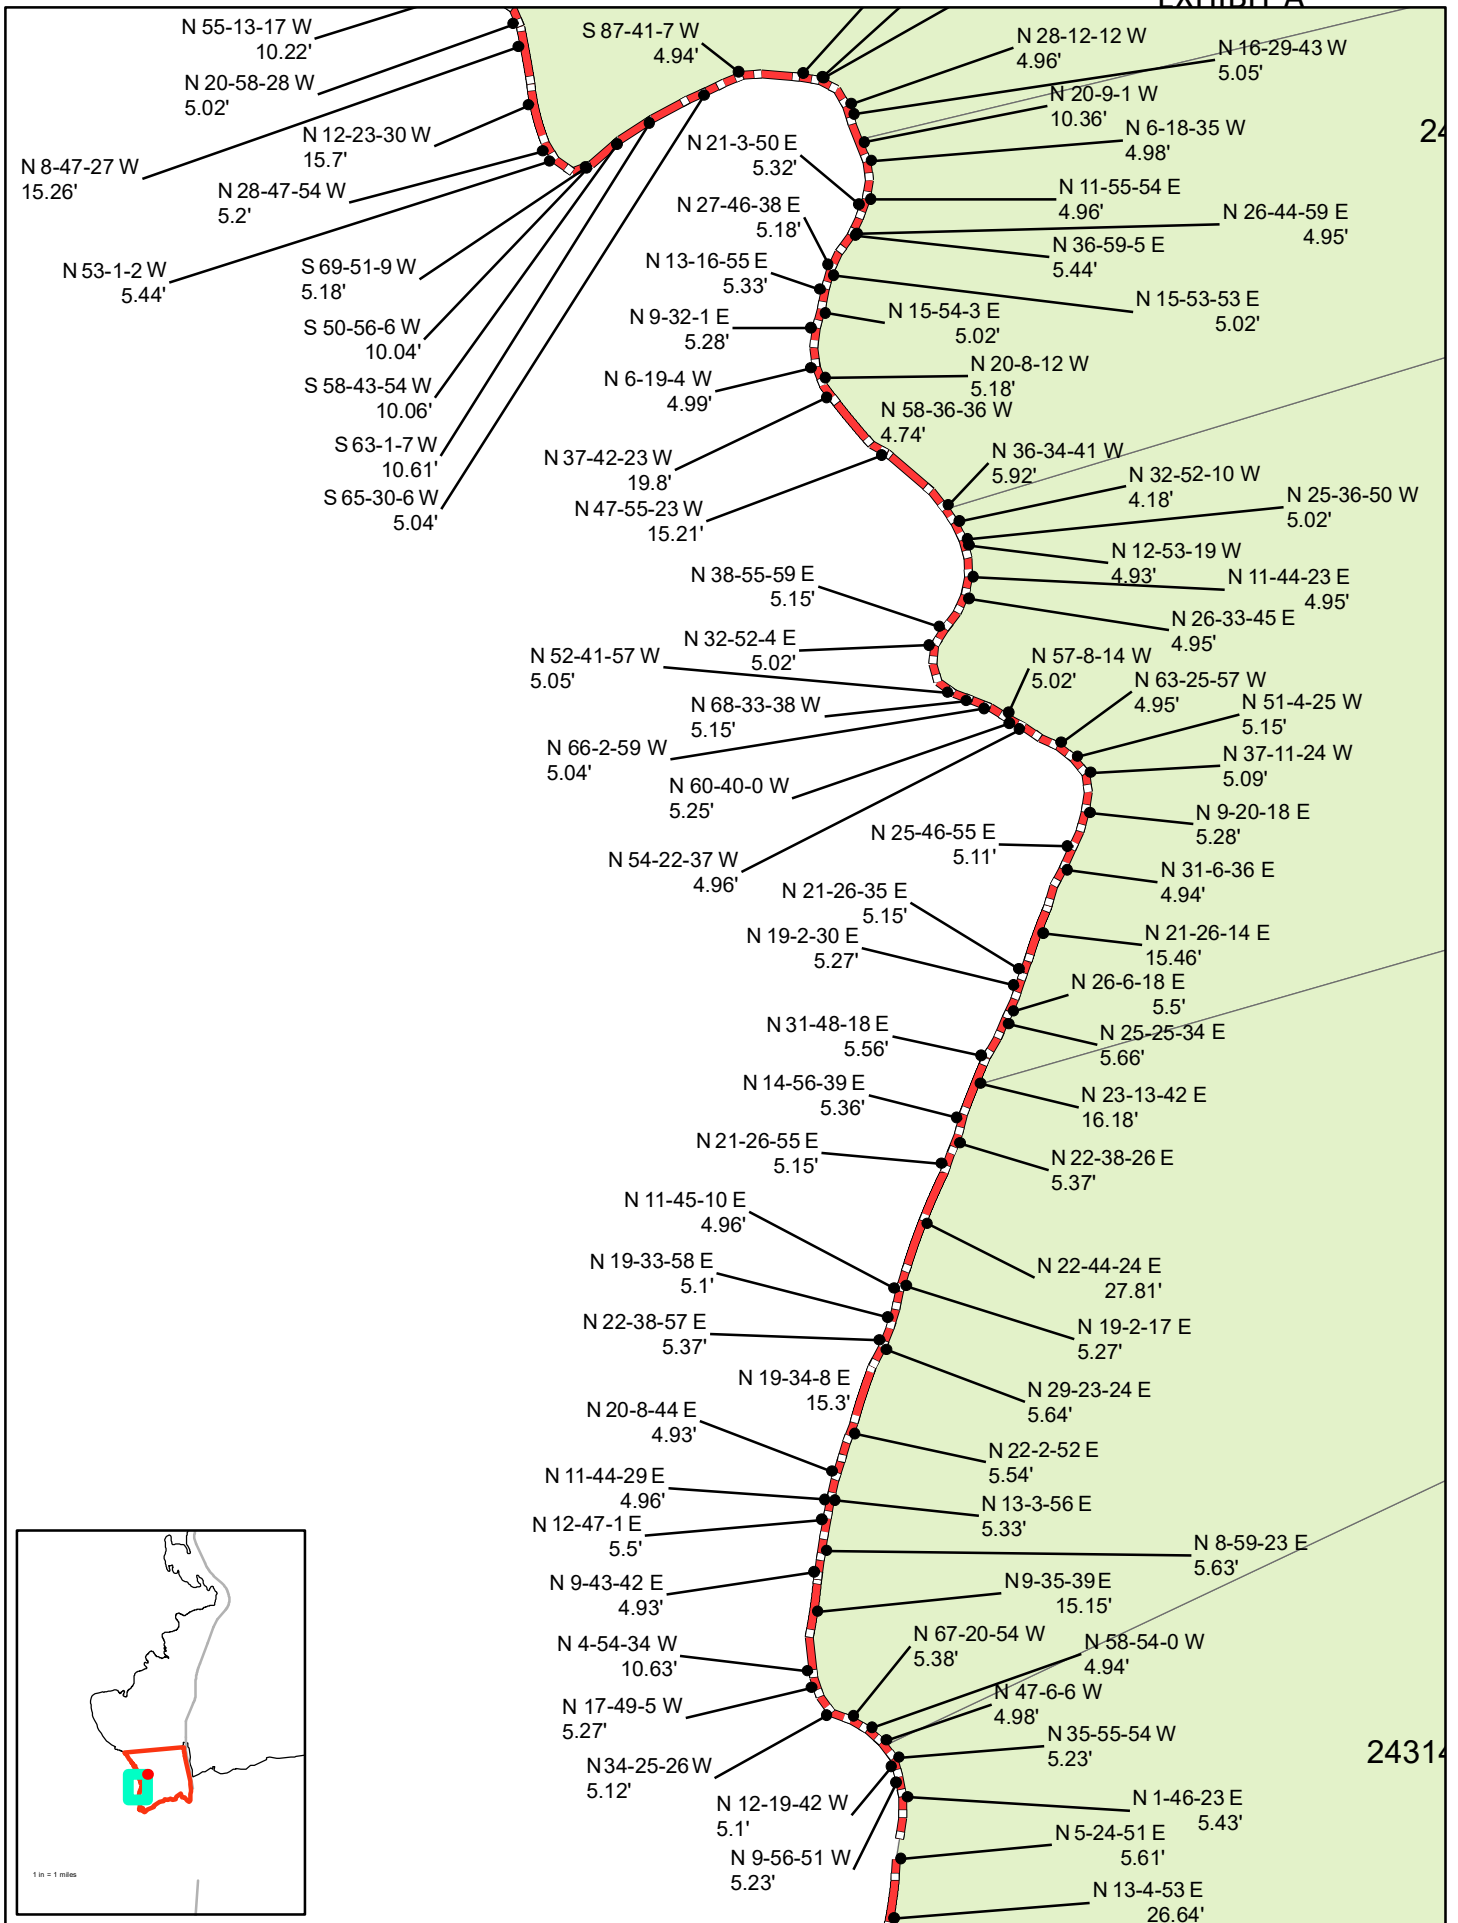 EXHIBIT A
N 55-13-17 W
10.22'
N 20-58-28 W
5.02'
N 8-47-27 W
15.26'
N 12-23-30 W
15.7'
N 28-47-54 W
5.2'
N 53-1-2 W
5.44'
S 87-41-7 W
4.94'
S 69-51-9 W
5.18'
S 50-56-6 W
10.04'
S 58-43-54 W
10.06'
S 63-1-7 W
10.61'
S 65-30-6 W
5.04'
N 28-12-12 W
4.96'
N 16-29-43 W
5.05'
N 20-9-1 W
10.36'
N 6-18-35 W
4.98'
24
N 21-3-50 E
5.32'
N 11-55-54 E
4.96'
N 27-46-38 E
5.18'
N 26-44-59 E
4.95'
N 36-59-5 E
5.44'
N 13-16-55 E
5.33'
N 15-53-53 E
5.02'
N 15-54-3 E
5.02'
N 9-32-1 E
5.28'
N 20-8-12 W
5.18'
N 6-19-4 W
4.99'
N 58-36-36 W
4.74'
N 37-42-23 W
19.8'
N 36-34-41 W
5.92'
N 47-55-23 W
15.21'
N 32-52-10 W
4.18'
N 25-36-50 W
5.02'
N 12-53-19 W
4.93'
N 11-44-23 E
4.95'
N 38-55-59 E
5.15'
N 26-33-45 E
4.95'
N 32-52-4 E
5.02'
N 52-41-57 W
5.05'
N 57-8-14 W
5.02'
N 63-25-57 W
4.95'
N 68-33-38 W
5.15'
N 51-4-25 W
5.15'
N 66-2-59 W
5.04'
N 37-11-24 W
5.09'
N 60-40-0 W
5.25'
N 9-20-18 E
5.28'
N 25-46-55 E
5.11'
N 54-22-37 W
4.96'
N 31-6-36 E
4.94'
N 21-26-35 E
5.15'
N 21-26-14 E
15.46'
N 19-2-30 E
5.27'
N 26-6-18 E
5.5'
N 31-48-18 E
5.56'
N 25-25-34 E
5.66'
N 14-56-39 E
5.36'
N 23-13-42 E
16.18'
N 21-26-55 E
5.15'
N 22-38-26 E
5.37'
N 11-45-10 E
4.96'
N 19-33-58 E
5.1'
N 22-44-24 E
27.81'
N 22-38-57 E
5.37'
N 19-2-17 E
5.27'
N 19-34-8 E
15.3'
N 29-23-24 E
5.64'
N 20-8-44 E
4.93'
N 22-2-52 E
5.54'
N 11-44-29 E
4.96'
N 13-3-56 E
5.33'
N 12-47-1 E
5.5'
N 8-59-23 E
5.63'
N 9-43-42 E
4.93'
N 9-35-39 E
15.15'
N 4-54-34 W
10.63'
N 67-20-54 W
5.38'
N 58-54-0 W
4.94'
N 17-49-5 W
5.27'
N 47-6-6 W
4.98'
N 34-25-26 W
5.12'
N 35-55-54 W
5.23'
24314
N 12-19-42 W
5.1'
N 1-46-23 E
5.43'
N 9-56-51 W
5.23'
N 5-24-51 E
5.61'
N 13-4-53 E
26.64'
1 in = 1 miles